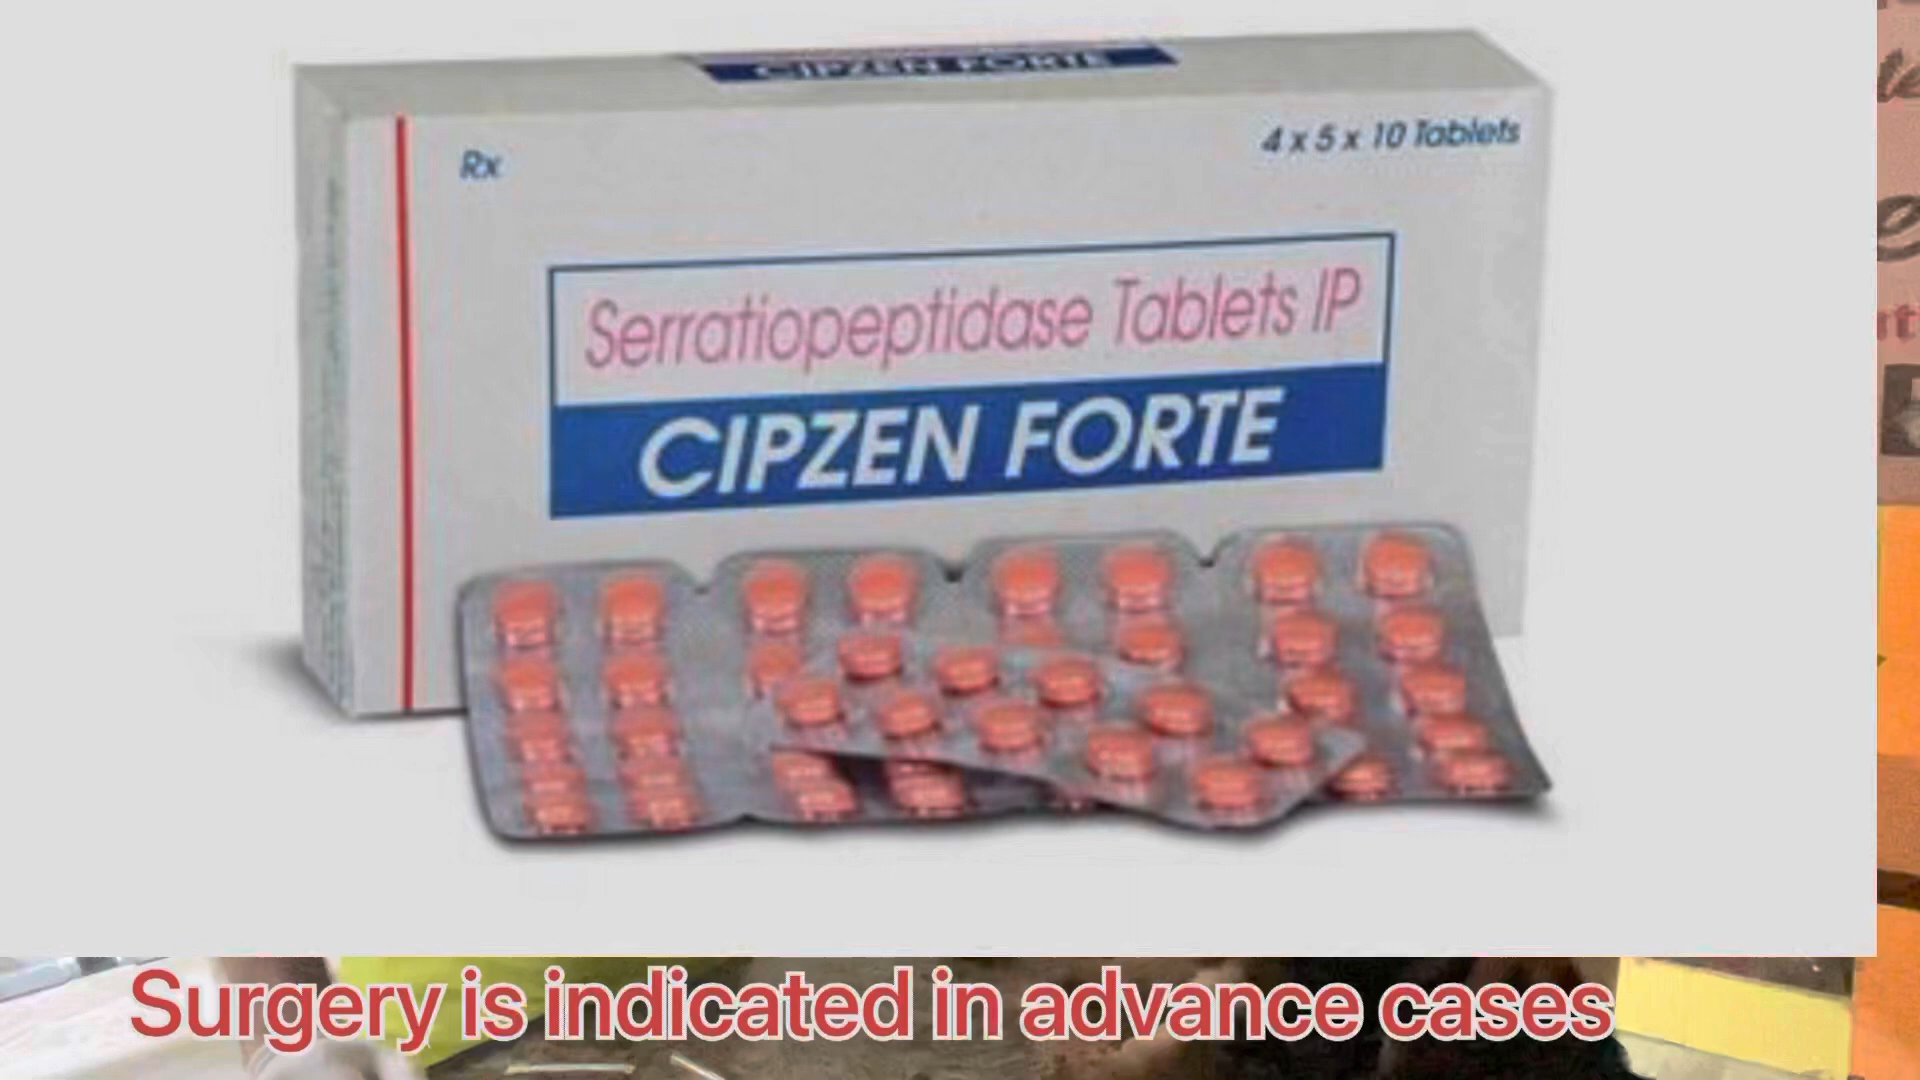 CIPZEN FORTE
Rx
4 x 5 x 10 Tablets
Serratiopeptidase Tablets IP
CIPZEN FORTE
Surgery is indicated in advance cases